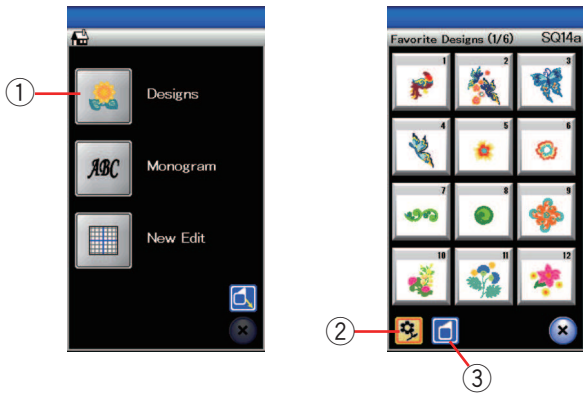 Favorite Designs (1/6) SQ14a
1 2 3
① Designs
4 5 6
ABC Monogram
7 8 9
New Edit
10 11 12
②
③